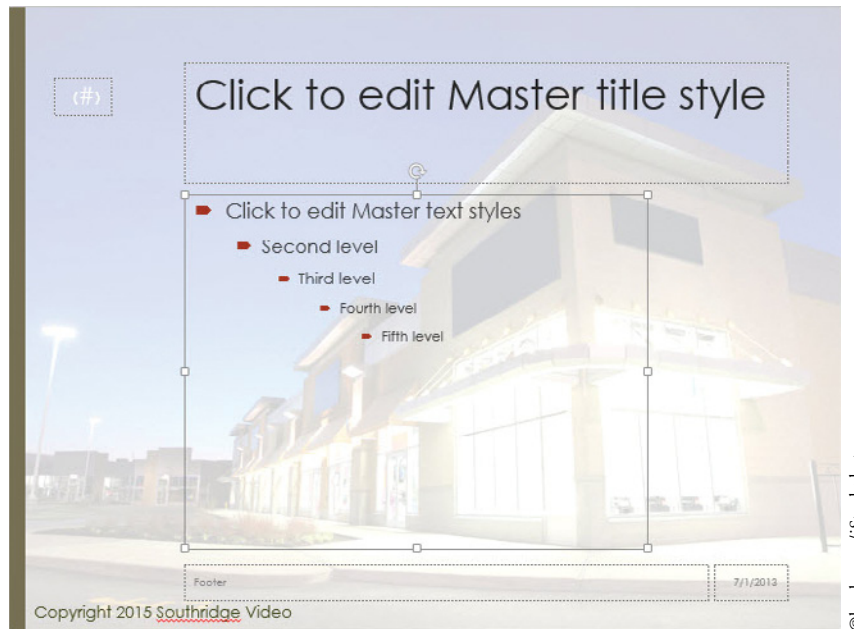 (#)
Click to edit Master title style
Click to edit Master text styles
Second level
Third level
Fourth level
Fifth level
Footer
7/1/2013
Copyright 2015 Southridge Video